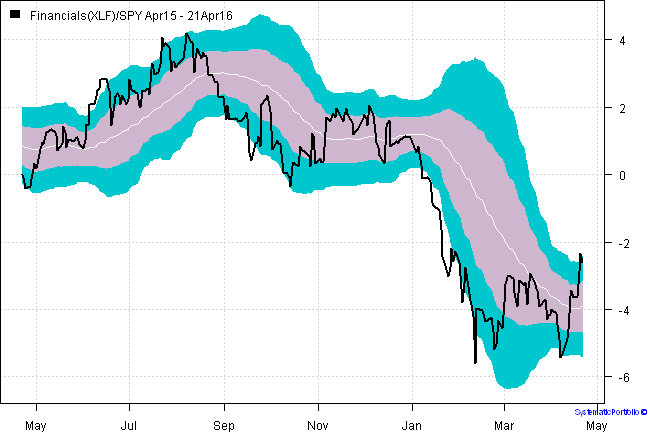 Financials(XLF)/SPY Apr15 - 21Apr16
4
2
0
-2
-4
-6
SystematicPortfolio ©
May Jul Sep Nov Jan Mar May